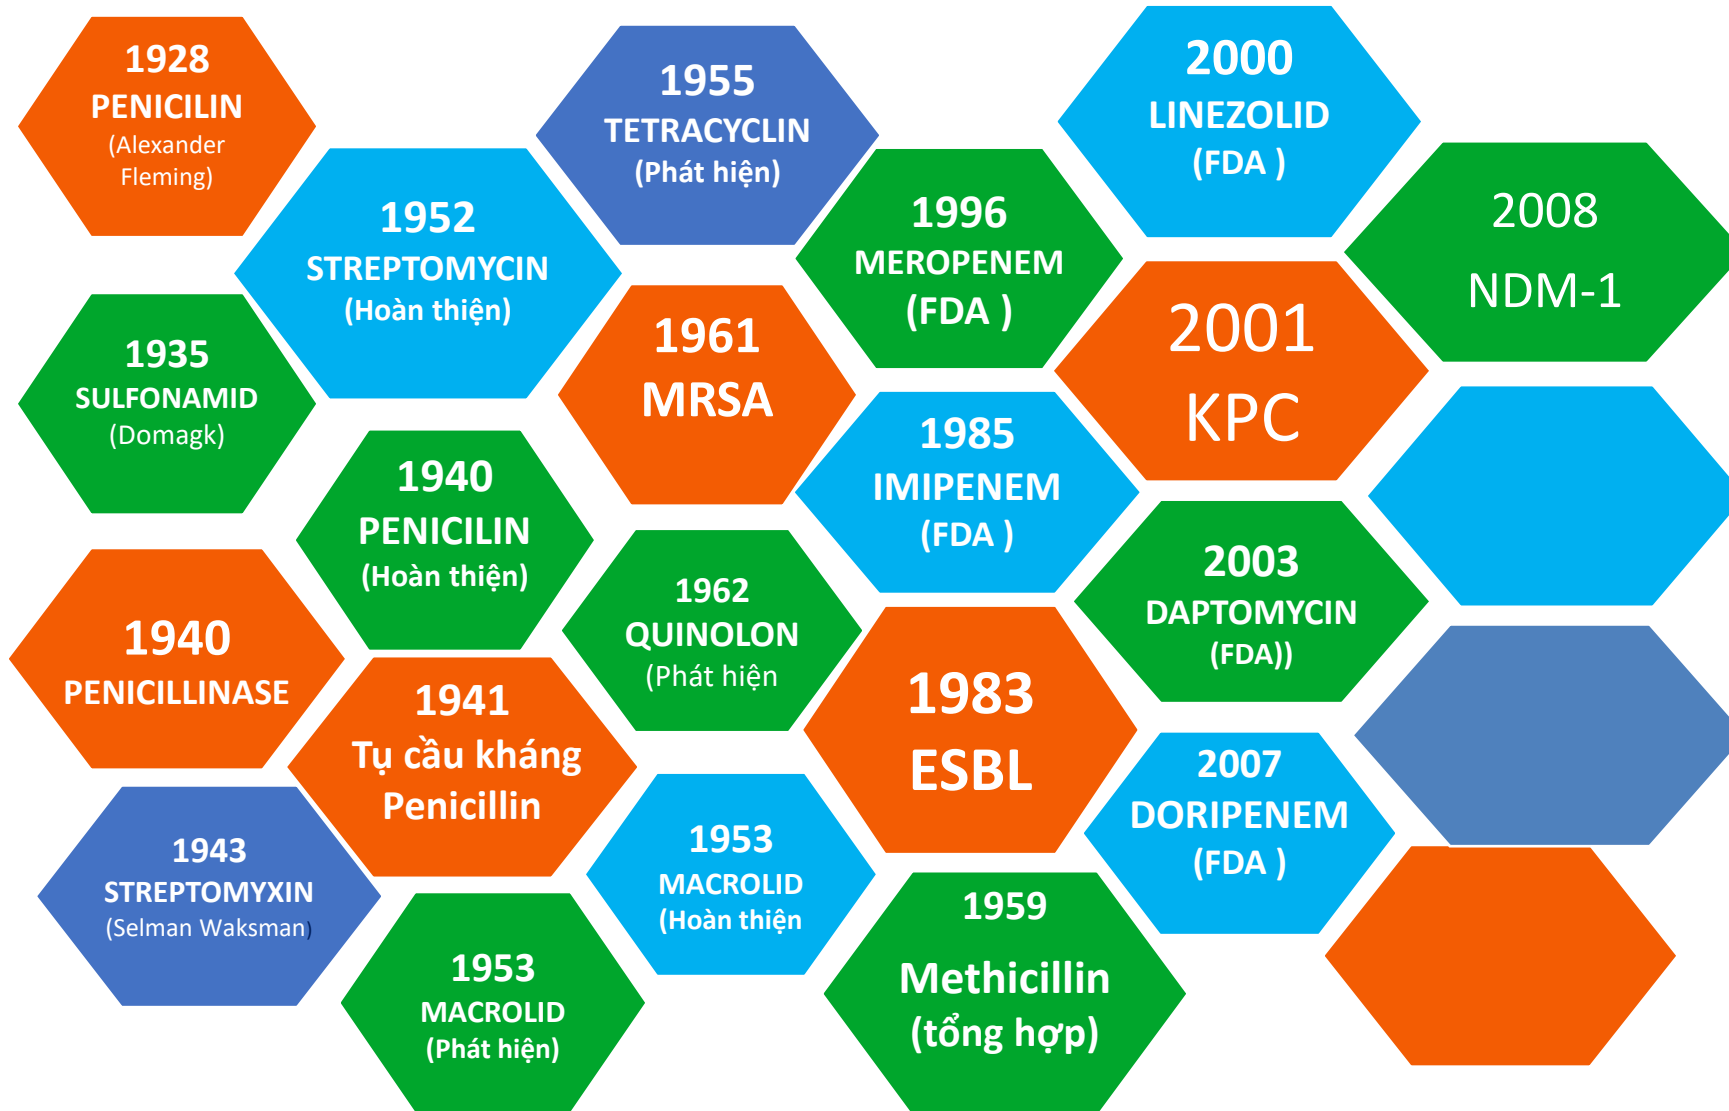 1928
PENICILIN
(Alexander
Fleming)
1935
SULFONAMID
(Domagk)
1940
PENICILLINASE
1943
STREPTOMYXIN
(Selman Waksman)
1952
STREPTOMYCIN
(Hoàn thiện)
1940
PENICILIN
(Hoàn thiện)
1941
Tụ cầu kháng
Penicillin
1953
MACROLID
(Phát hiện)
1955
TETRACYCLIN
(Phát hiện)
1961
MRSA
1962
QUINOLON
(Phát hiện
1953
MACROLID
(Hoàn thiện
1996
MEROPENEM
(FDA )
1985
IMIPENEM
(FDA )
1983
ESBL
1959
Methicillin
(tổng hợp)
2000
LINEZOLID
(FDA )
2001
KPC
2003
DAPTOMYCIN
(FDA))
2007
DORIPENEM
(FDA )
2008
NDM-1